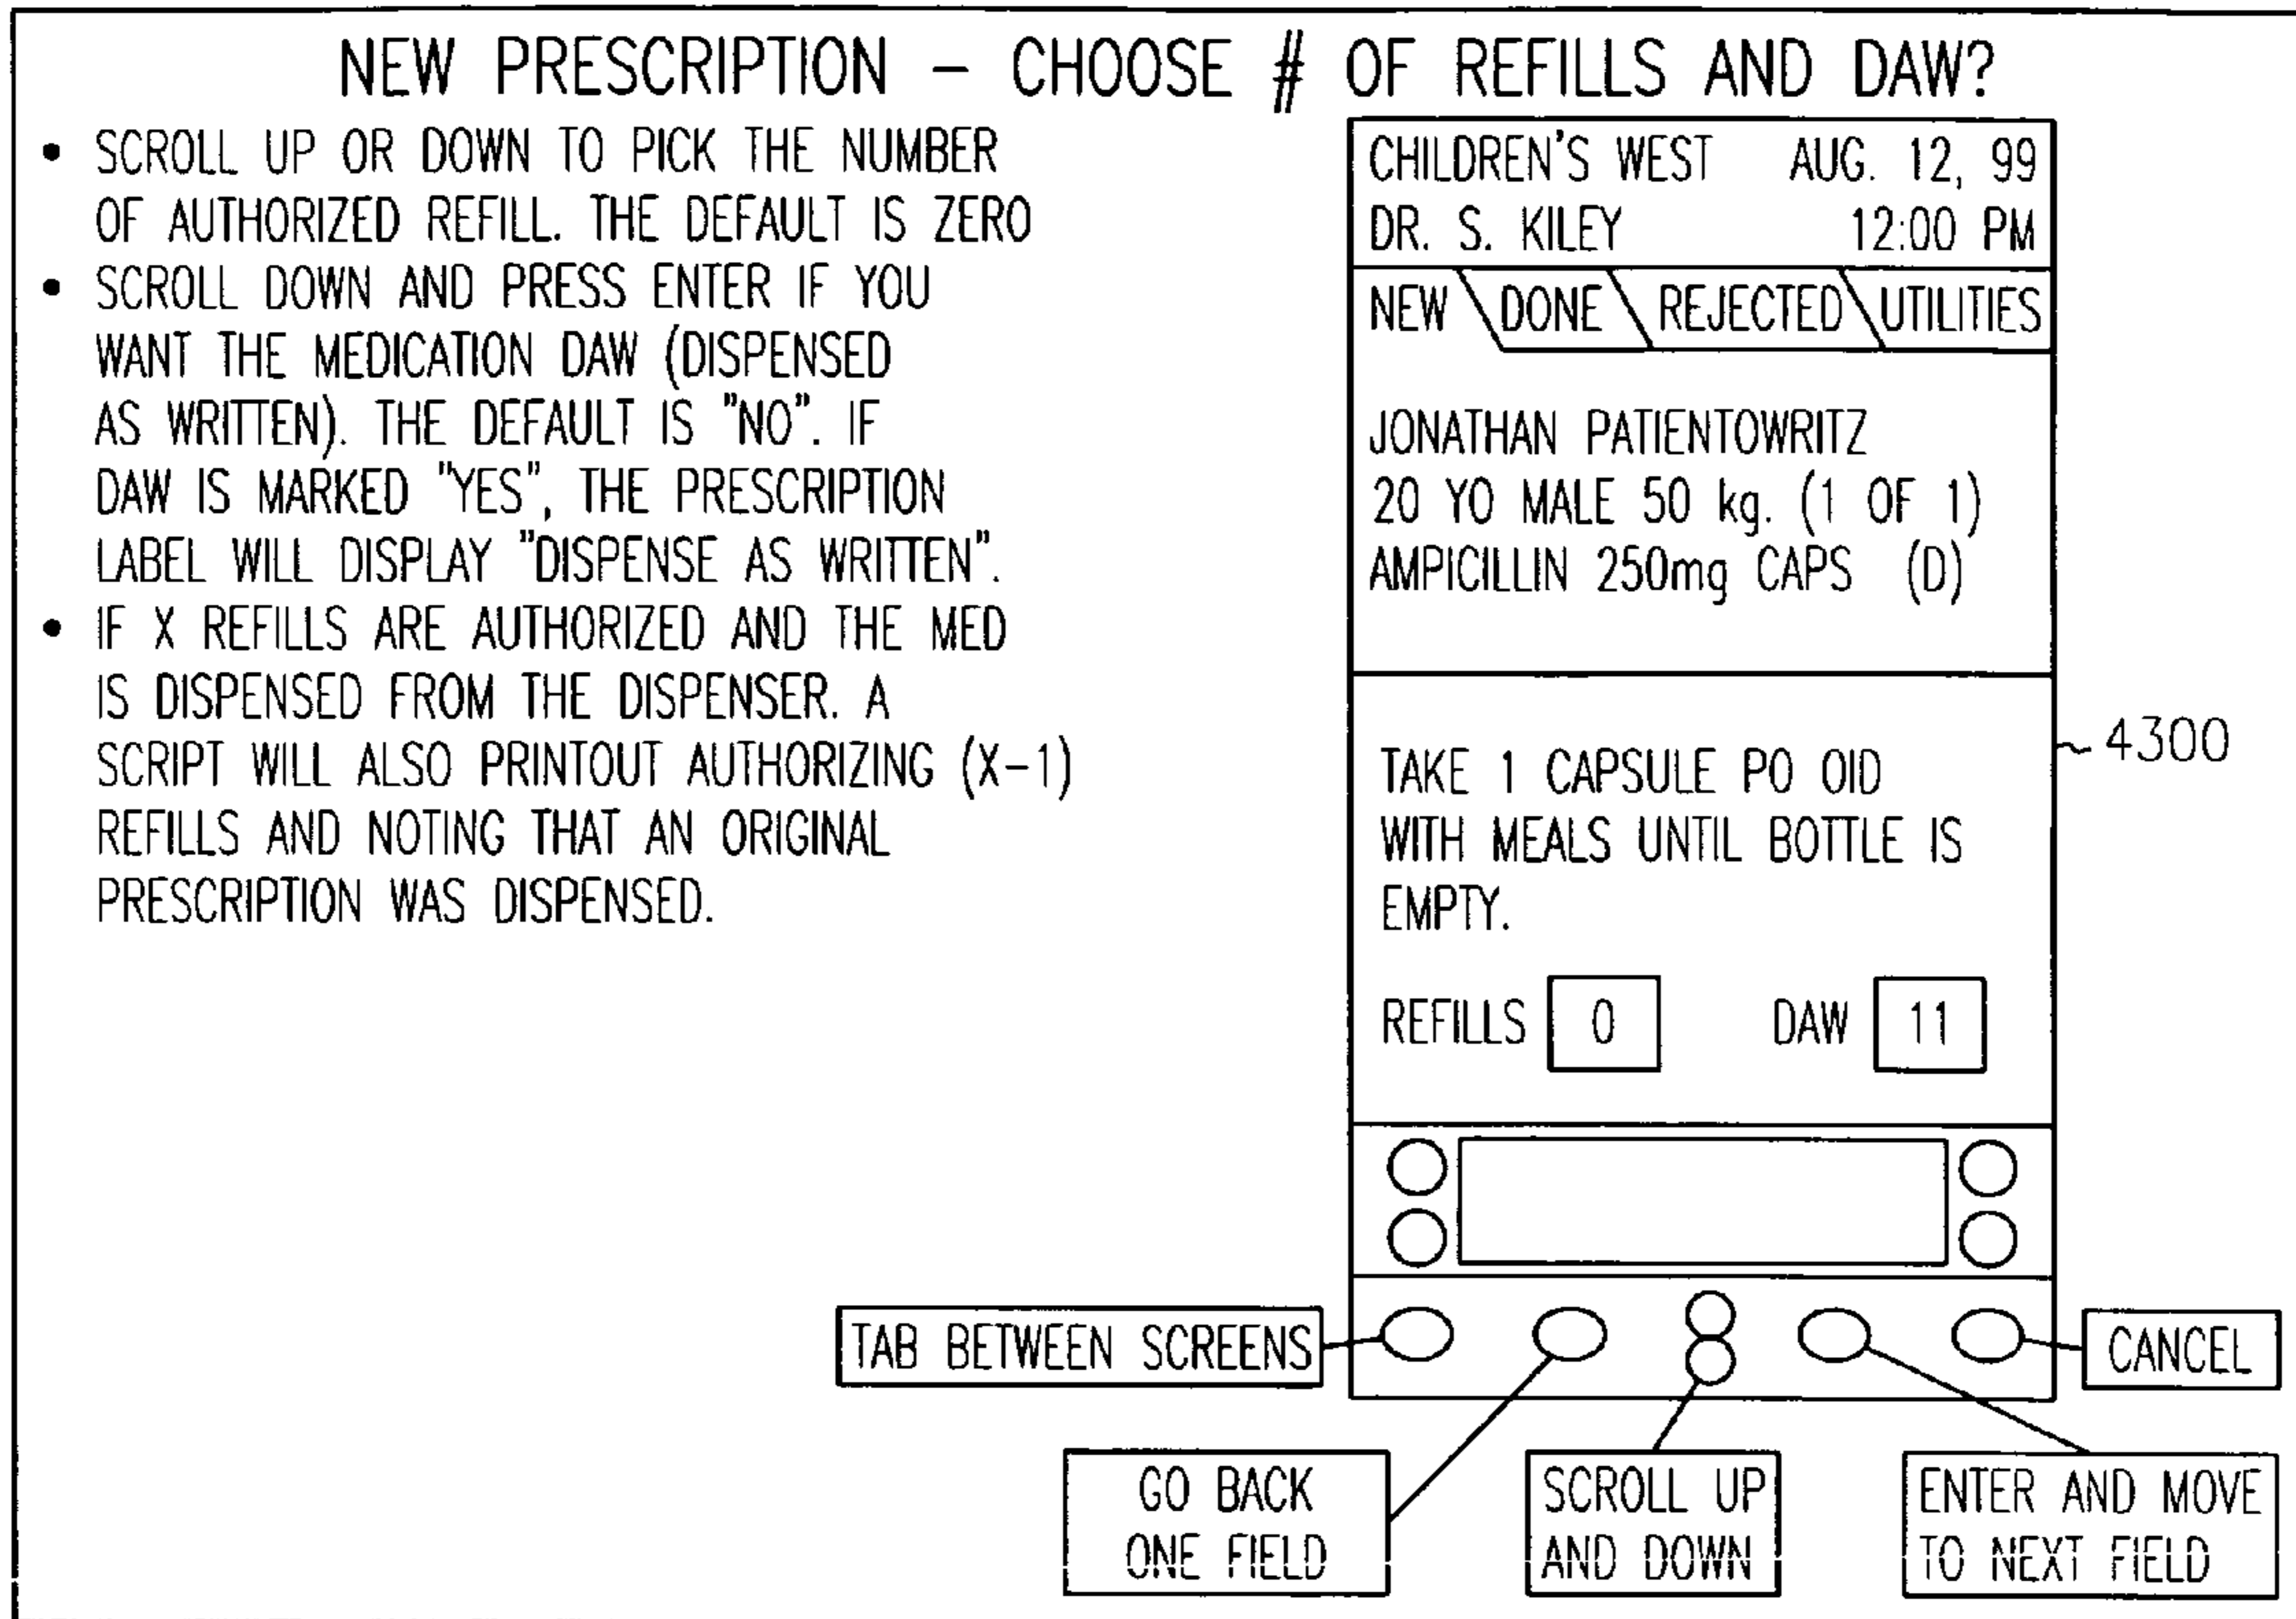 NEW PRESCRIPTION – CHOOSE # OF REFILLS AND DAW?
• SCROLL UP OR DOWN TO PICK THE NUMBER
OF AUTHORIZED REFILL. THE DEFAULT IS ZERO
• SCROLL DOWN AND PRESS ENTER IF YOU
WANT THE MEDICATION DAW (DISPENSED
AS WRITTEN). THE DEFAULT IS "NO". IF
DAW IS MARKED "YES", THE PRESCRIPTION
LABEL WILL DISPLAY "DISPENSE AS WRITTEN".
• IF X REFILLS ARE AUTHORIZED AND THE MED
IS DISPENSED FROM THE DISPENSER. A
SCRIPT WILL ALSO PRINTOUT AUTHORIZING (X–1)
REFILLS AND NOTING THAT AN ORIGINAL
PRESCRIPTION WAS DISPENSED.
CHILDREN'S WEST AUG. 12, 99
DR. S. KILEY 12:00 PM
NEW DONE REJECTED UTILITIES
JONATHAN PATIENTOWRITZ
20 YO MALE 50 kg. (1 OF 1)
AMPICILLIN 250mg CAPS (D)
4300
TAKE 1 CAPSULE PO OID
WITH MEALS UNTIL BOTTLE IS
EMPTY.
REFILLS 0 DAW 11
TAB BETWEEN SCREENS
CANCEL
GO BACK
ONE FIELD
SCROLL UP
AND DOWN
ENTER AND MOVE
TO NEXT FIELD